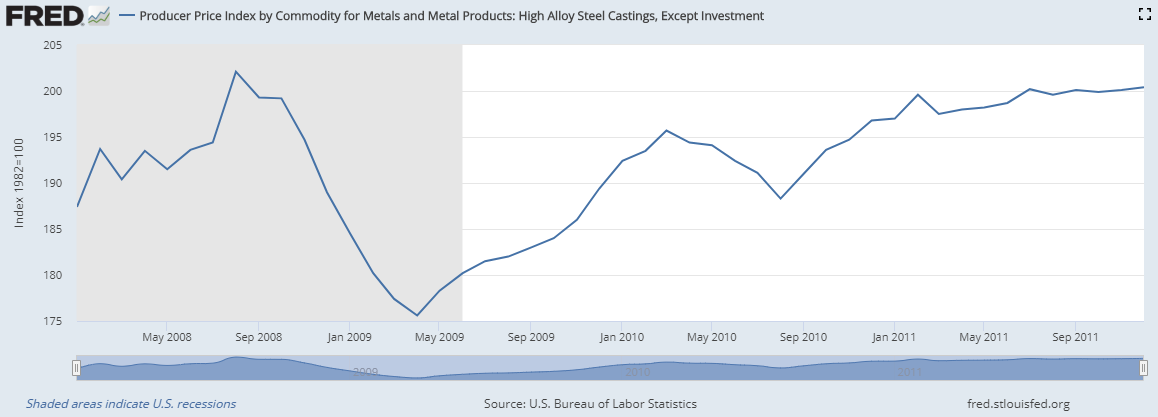 FRED
Producer Price Index by Commodity for Metals and Metal Products: High Alloy Steel Castings, Except Investment
205
200
195
190
185
180
175
Index 1982=100
May 2008
Sep 2008
Jan 2009
May 2009
Sep 2009
Jan 2010
May 2010
Sep 2010
Jan 2011
May 2011
Sep 2011
2009
2010
2011
Shaded areas indicate U.S. recessions
Source: U.S. Bureau of Labor Statistics
fred.stlouisfed.org